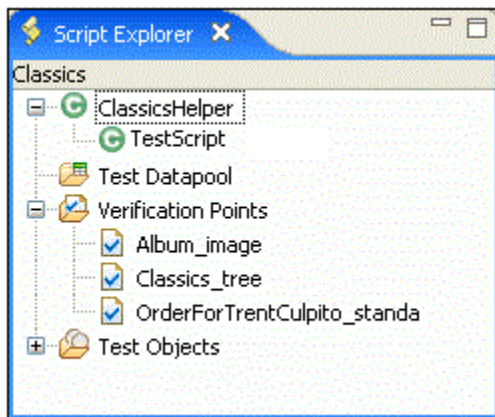 Script Explorer
Classics
ClassicsHelper
TestScript
Test Datapool
Verification Points
Album_image
Classics_tree
OrderForTrentCulpito_standa
Test Objects